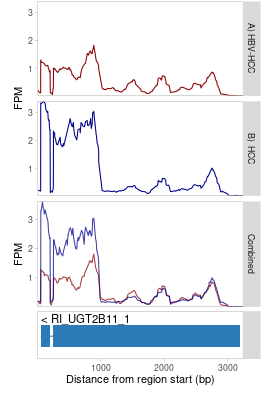 3
2
1
A) HBV-HCC
FPM
3
2
1
B) HCC
3
2
1
FPM
Combined
< RI_UGT2B11_1
1000 2000 3000
Distance from region start (bp)